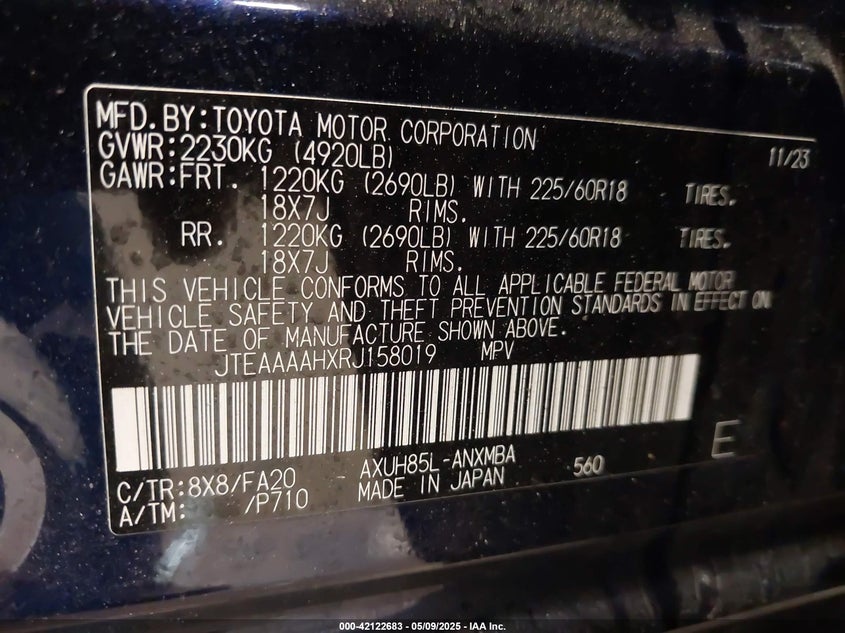 MFD.BY:TOYOTA MOTOR CORPORATION 11/23
GVWR:2230KG (4920LB)
GAWR:FRT. 1220KG (2690LB) WITH 225/60R18 TIRES.
18X7J RIMS.
RR. 1220KG (2690LB) WITH 225/60R18 TIRES.
18X7J RIMS.
THIS VEHICLE CONFORMS TO ALL APPLICABLE FEDERAL MOTOR
VEHICLE SAFETY AND THEFT PREVENTION STANDARDS IN EFFECT ON
THE DATE OF MANUFACTURE SHOWN ABOVE.
JTEAAAAHXRJ158019 MPV
E
C/TR:8X8/FA20 AXUH85L-ANXMBA 560
A/TM: /P710 MADE IN JAPAN
000-42122683 - 05/09/2025 - IAA Inc.